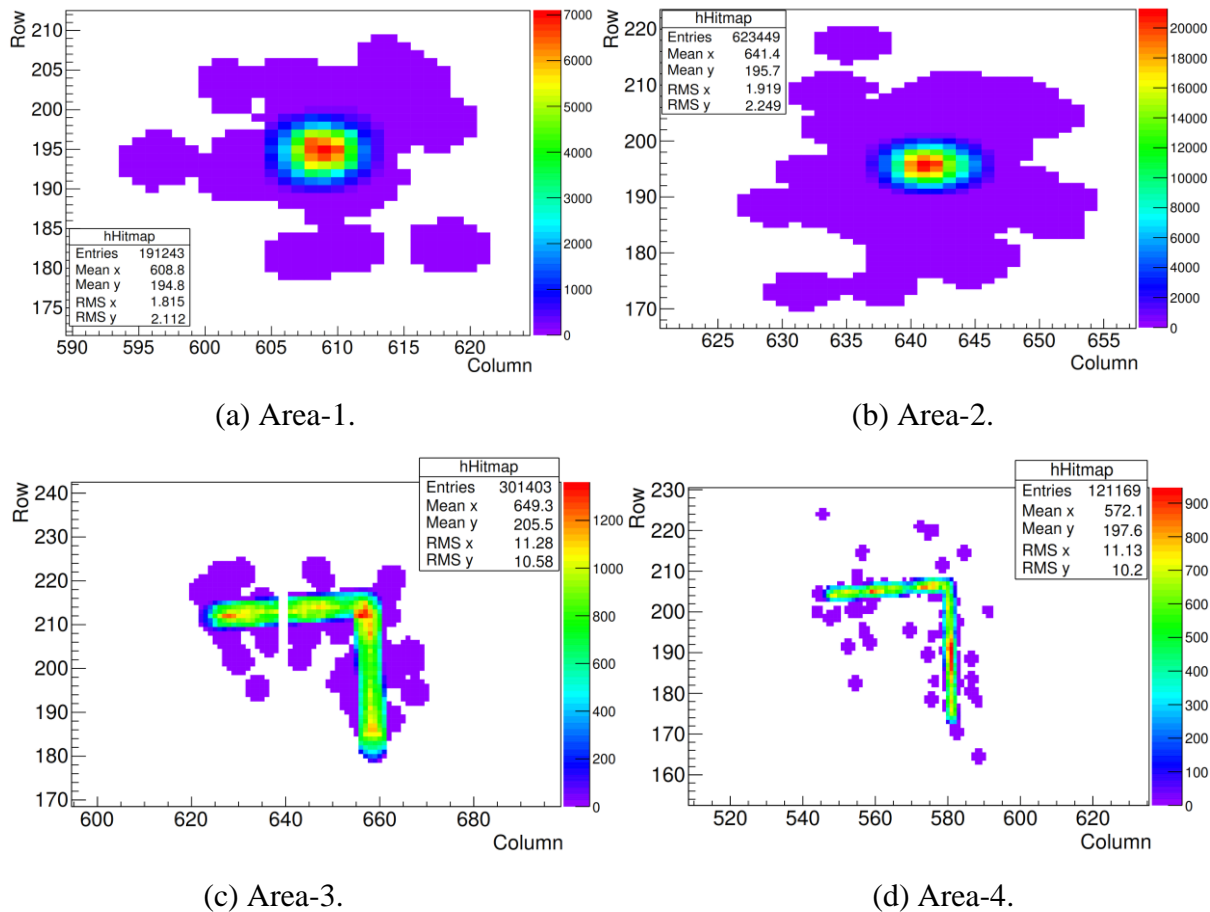 Row
210
205
200
195
190
185
180
175
590 595 600 605 610 615 620
Column
hHitmap
Entries 191243
Mean x 608.8
Mean y 194.8
RMS x 1.815
RMS y 2.112
7000
6000
5000
4000
3000
2000
1000
0
(a) Area-1.
Row
220
210
200
190
180
170
625 630 635 640 645 650 655
Column
hHitmap
Entries 623449
Mean x 641.4
Mean y 195.7
RMS x 1.919
RMS y 2.249
20000
18000
16000
14000
12000
10000
8000
6000
4000
2000
0
(b) Area-2.
Row
240
230
220
210
200
190
180
170
600 620 640 660 680
Column
hHitmap
Entries 301403
Mean x 649.3
Mean y 205.5
RMS x 11.28
RMS y 10.58
1200
1000
800
600
400
200
0
(c) Area-3.
Row
230
220
210
200
190
180
170
160
520 540 560 580 600 620
Column
hHitmap
Entries 121169
Mean x 572.1
Mean y 197.6
RMS x 11.13
RMS y 10.2
900
800
700
600
500
400
300
200
100
0
(d) Area-4.